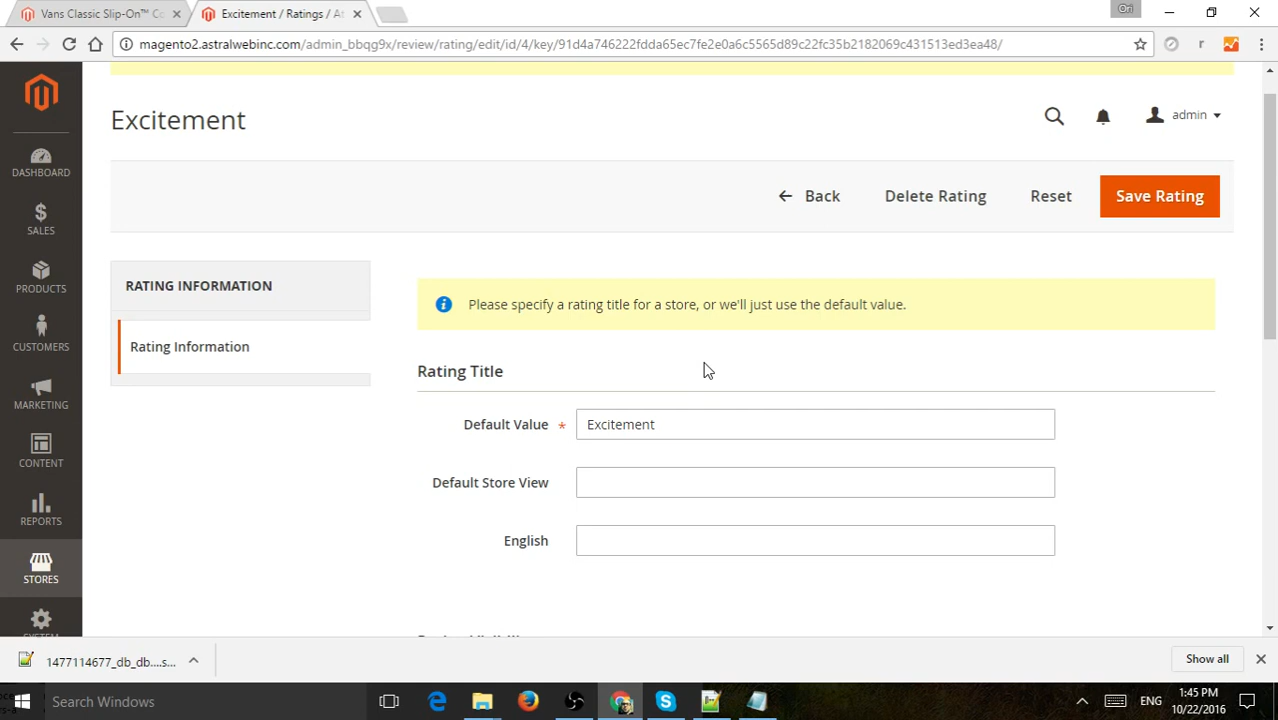 Vans Classic Slip-On™ Co
Excitement / Ratings / At
Ori
magento2.astralwebinc.com/admin_bbqg9x/review/rating/edit/id/4/key/91d4a746222fdda65ec7fe2e0a6c5565d89c22fc35b2182069c431513ed3ea48/
Excitement
admin
DASHBOARD
SALES
PRODUCTS
CUSTOMERS
MARKETING
CONTENT
REPORTS
STORES
Back
Delete Rating
Reset
Save Rating
RATING INFORMATION
Rating Information
Please specify a rating title for a store, or we'll just use the default value.
Rating Title
Default Value *
Excitement
Default Store View
English
1477114677_db_db....s...
Show all
Search Windows
ENG
1:45 PM
10/22/2016